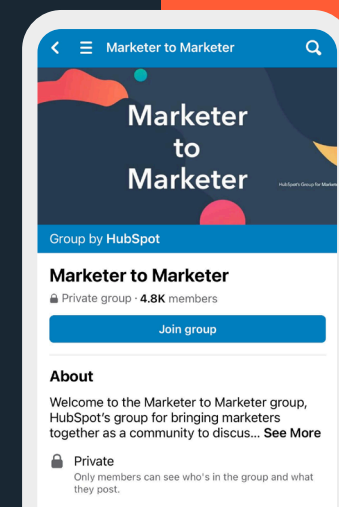 Marketer to Marketer
Marketer
to
Marketer
HubSpot's Group for Markete
Group by HubSpot
Marketer to Marketer
Private group · 4.8K members
Join group
About
Welcome to the Marketer to Marketer group,
HubSpot's group for bringing marketers
together as a community to discus... See More
Private
Only members can see who's in the group and what
they post.